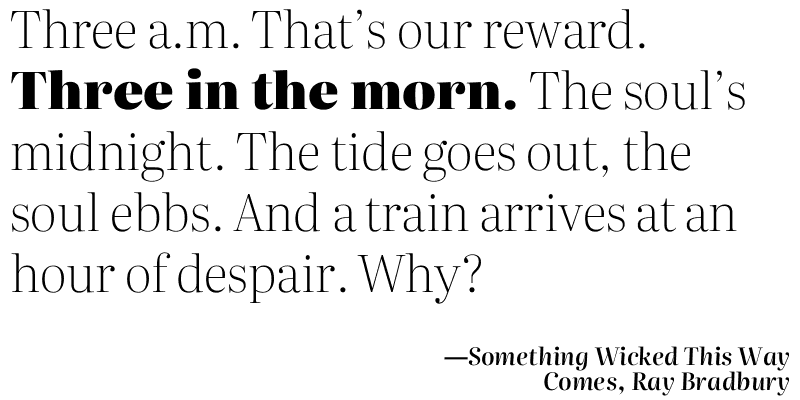 Three a.m. That’s our reward.
Three in the morn. The soul’s
midnight. The tide goes out, the
soul ebbs. And a train arrives at an
hour of despair. Why?
—Something Wicked This Way
Comes, Ray Bradbury